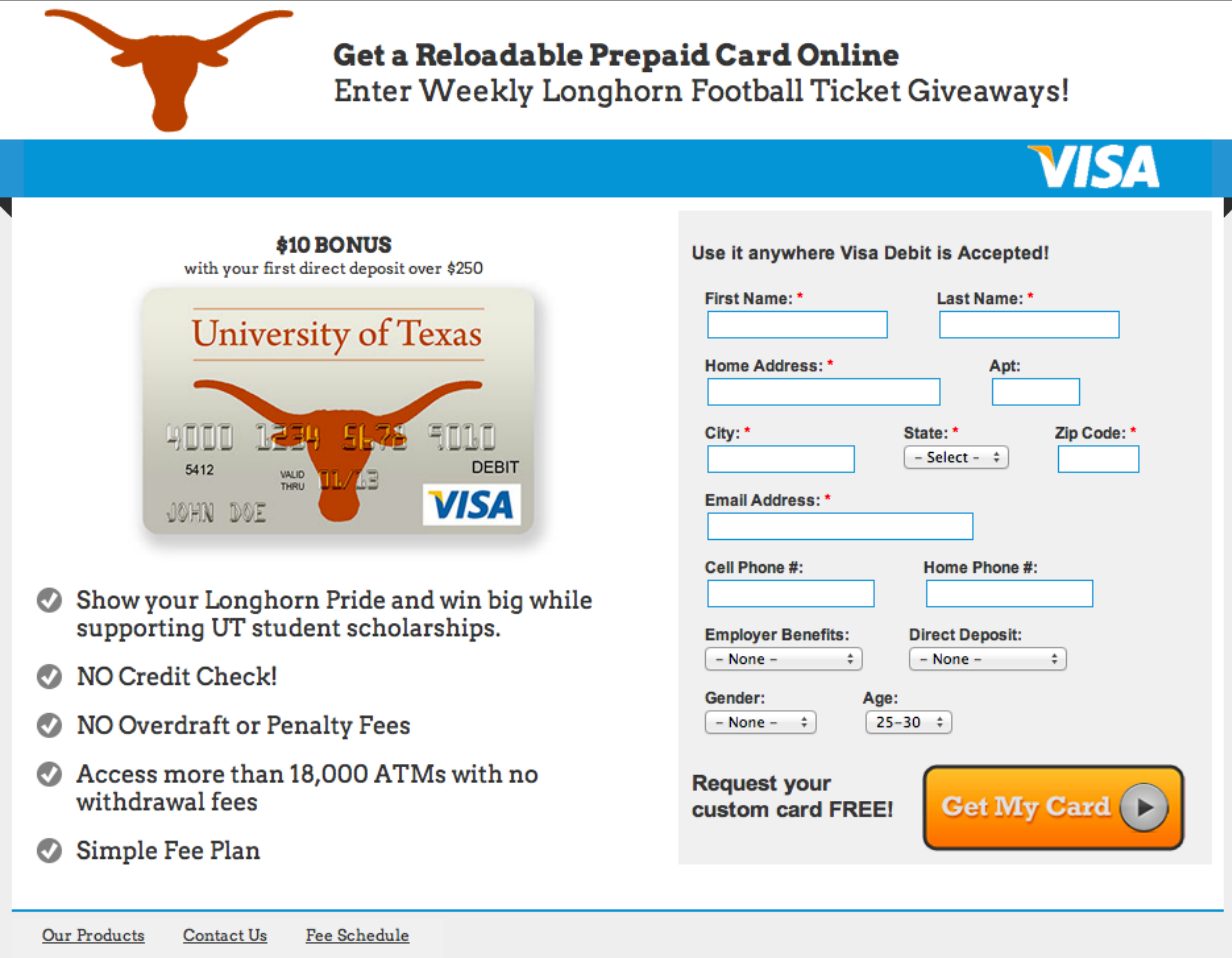 Get a Reloadable Prepaid Card Online
Enter Weekly Longhorn Football Ticket Giveaways!
VISA
$10 BONUS
with your first direct deposit over $250
University of Texas
4000 1234 5678 9010
5412
VALID THRU 01/13
DEBIT
JOHN DOE
VISA
Show your Longhorn Pride and win big while
supporting UT student scholarships.
NO Credit Check!
NO Overdraft or Penalty Fees
Access more than 18,000 ATMs with no
withdrawal fees
Simple Fee Plan
Use it anywhere Visa Debit is Accepted!
First Name: * Last Name: *
Home Address: * Apt:
City: * State: * Zip Code: *
– Select –
Email Address: *
Cell Phone #: Home Phone #:
Employer Benefits: Direct Deposit:
– None – – None –
Gender: Age:
– None – 25–30
Request your
custom card FREE!
Get My Card
Our Products Contact Us Fee Schedule